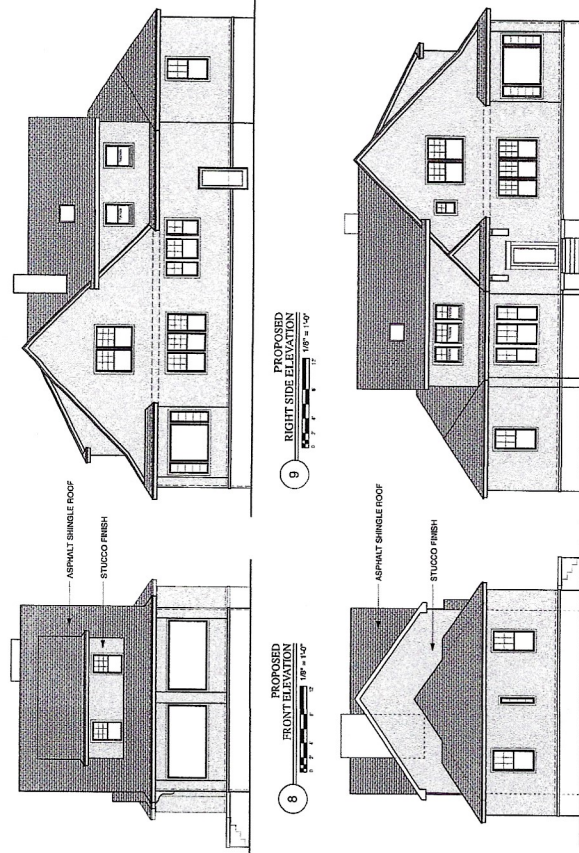 ASPHALT SHINGLE ROOF
STUCCO FINISH
8
PROPOSED
FRONT ELEVATION
1/8" = 1'-0"
9
PROPOSED
RIGHT SIDE ELEVATION
1/8" = 1'-0"
ASPHALT SHINGLE ROOF
STUCCO FINISH